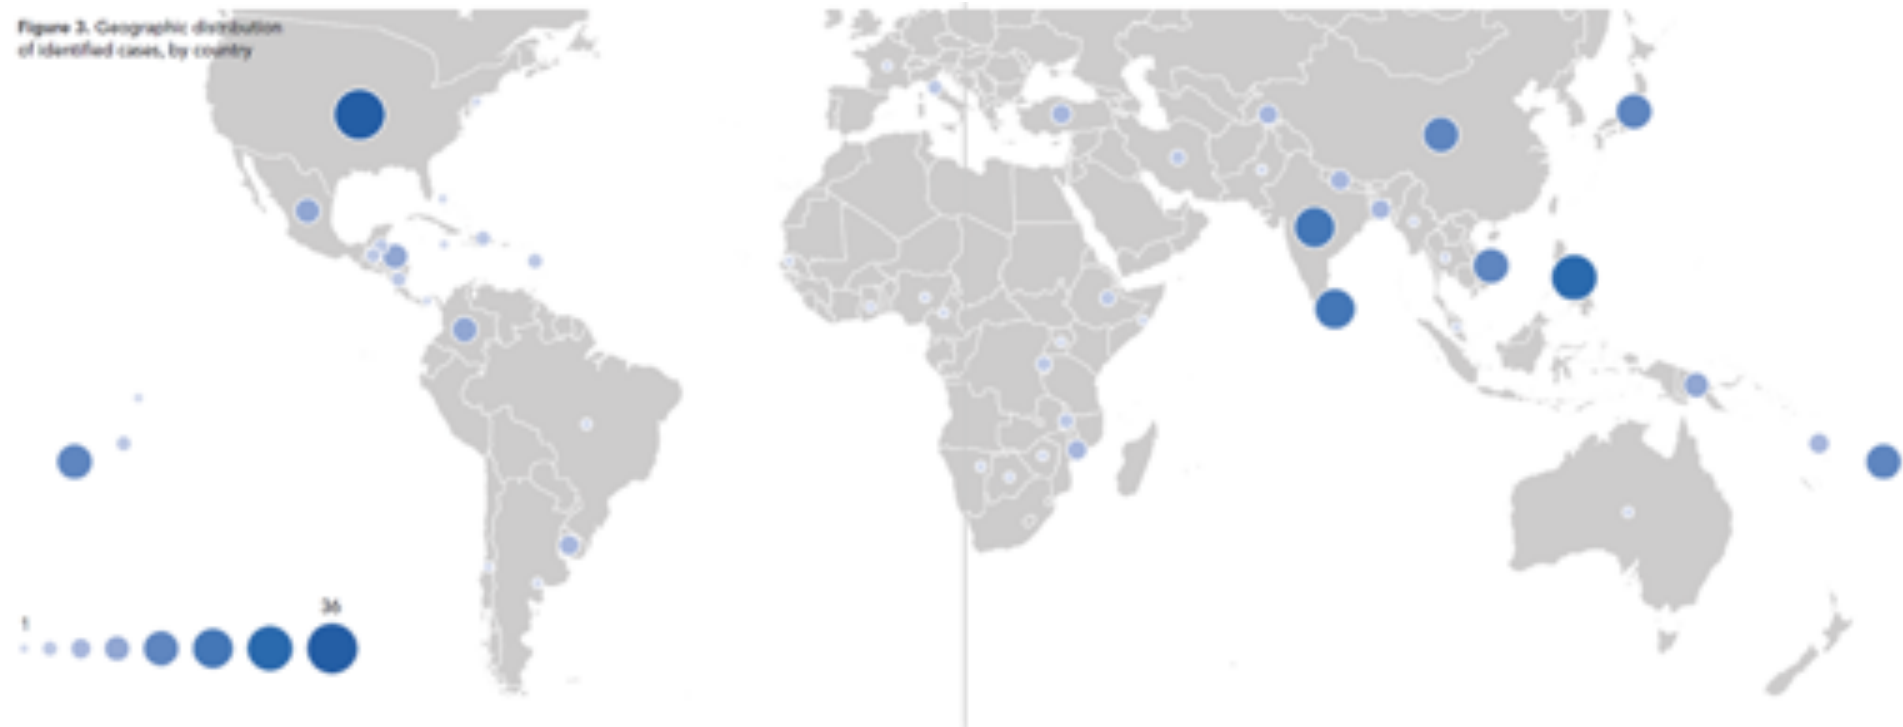 Figure 3. Geographic distribution
of identified cases, by country
36
1